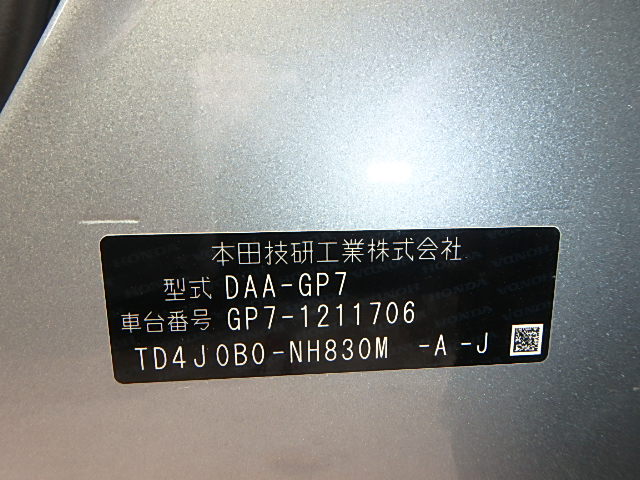 本田技研工業株式会社
型式 DAA-GP7
車台番号 GP7-1211706
TD4J0B0-NH830M -A -J